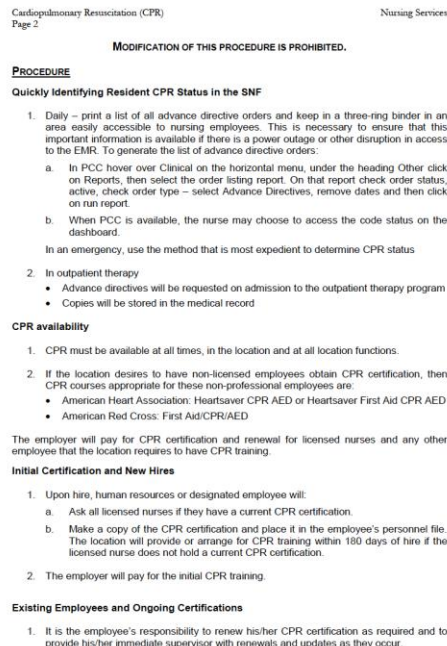 Cardiopulmonary Resuscitation (CPR) Nursing Services
Page 2
MODIFICATION OF THIS PROCEDURE IS PROHIBITED.
PROCEDURE
Quickly Identifying Resident CPR Status in the SNF
1. Daily – print a list of all advance directive orders and keep in a three-ring binder in an
area easily accessible to nursing employees. This is necessary to ensure that this
important information is available if there is a power outage or other disruption in access
to the EMR. To generate the list of advance directive orders:
a. In PCC hover over Clinical on the horizontal menu, under the heading Other click
on Reports, then select the order listing report. On that report check order status,
active, check order type – select Advance Directives, remove dates and then click
on run report.
b. When PCC is available, the nurse may choose to access the code status on the
dashboard.
In an emergency, use the method that is most expedient to determine CPR status
2. In outpatient therapy
• Advance directives will be requested on admission to the outpatient therapy program
• Copies will be stored in the medical record
CPR availability
1. CPR must be available at all times, in the location and at all location functions.
2. If the location desires to have non-licensed employees obtain CPR certification, then
CPR courses appropriate for these non-professional employees are:
• American Heart Association: Heartsaver CPR AED or Heartsaver First Aid CPR AED
• American Red Cross: First Aid/CPR/AED
The employer will pay for CPR certification and renewal for licensed nurses and any other
employee that the location requires to have CPR training.
Initial Certification and New Hires
1. Upon hire, human resources or designated employee will:
a. Ask all licensed nurses if they have a current CPR certification.
b. Make a copy of the CPR certification and place it in the employee's personnel file.
The location will provide or arrange for CPR training within 180 days of hire if the
licensed nurse does not hold a current CPR certification.
2. The employer will pay for the initial CPR training.
Existing Employees and Ongoing Certifications
1. It is the employee's responsibility to renew his/her CPR certification as required and to
provide his/her immediate supervisor with renewals and updates as they occur.